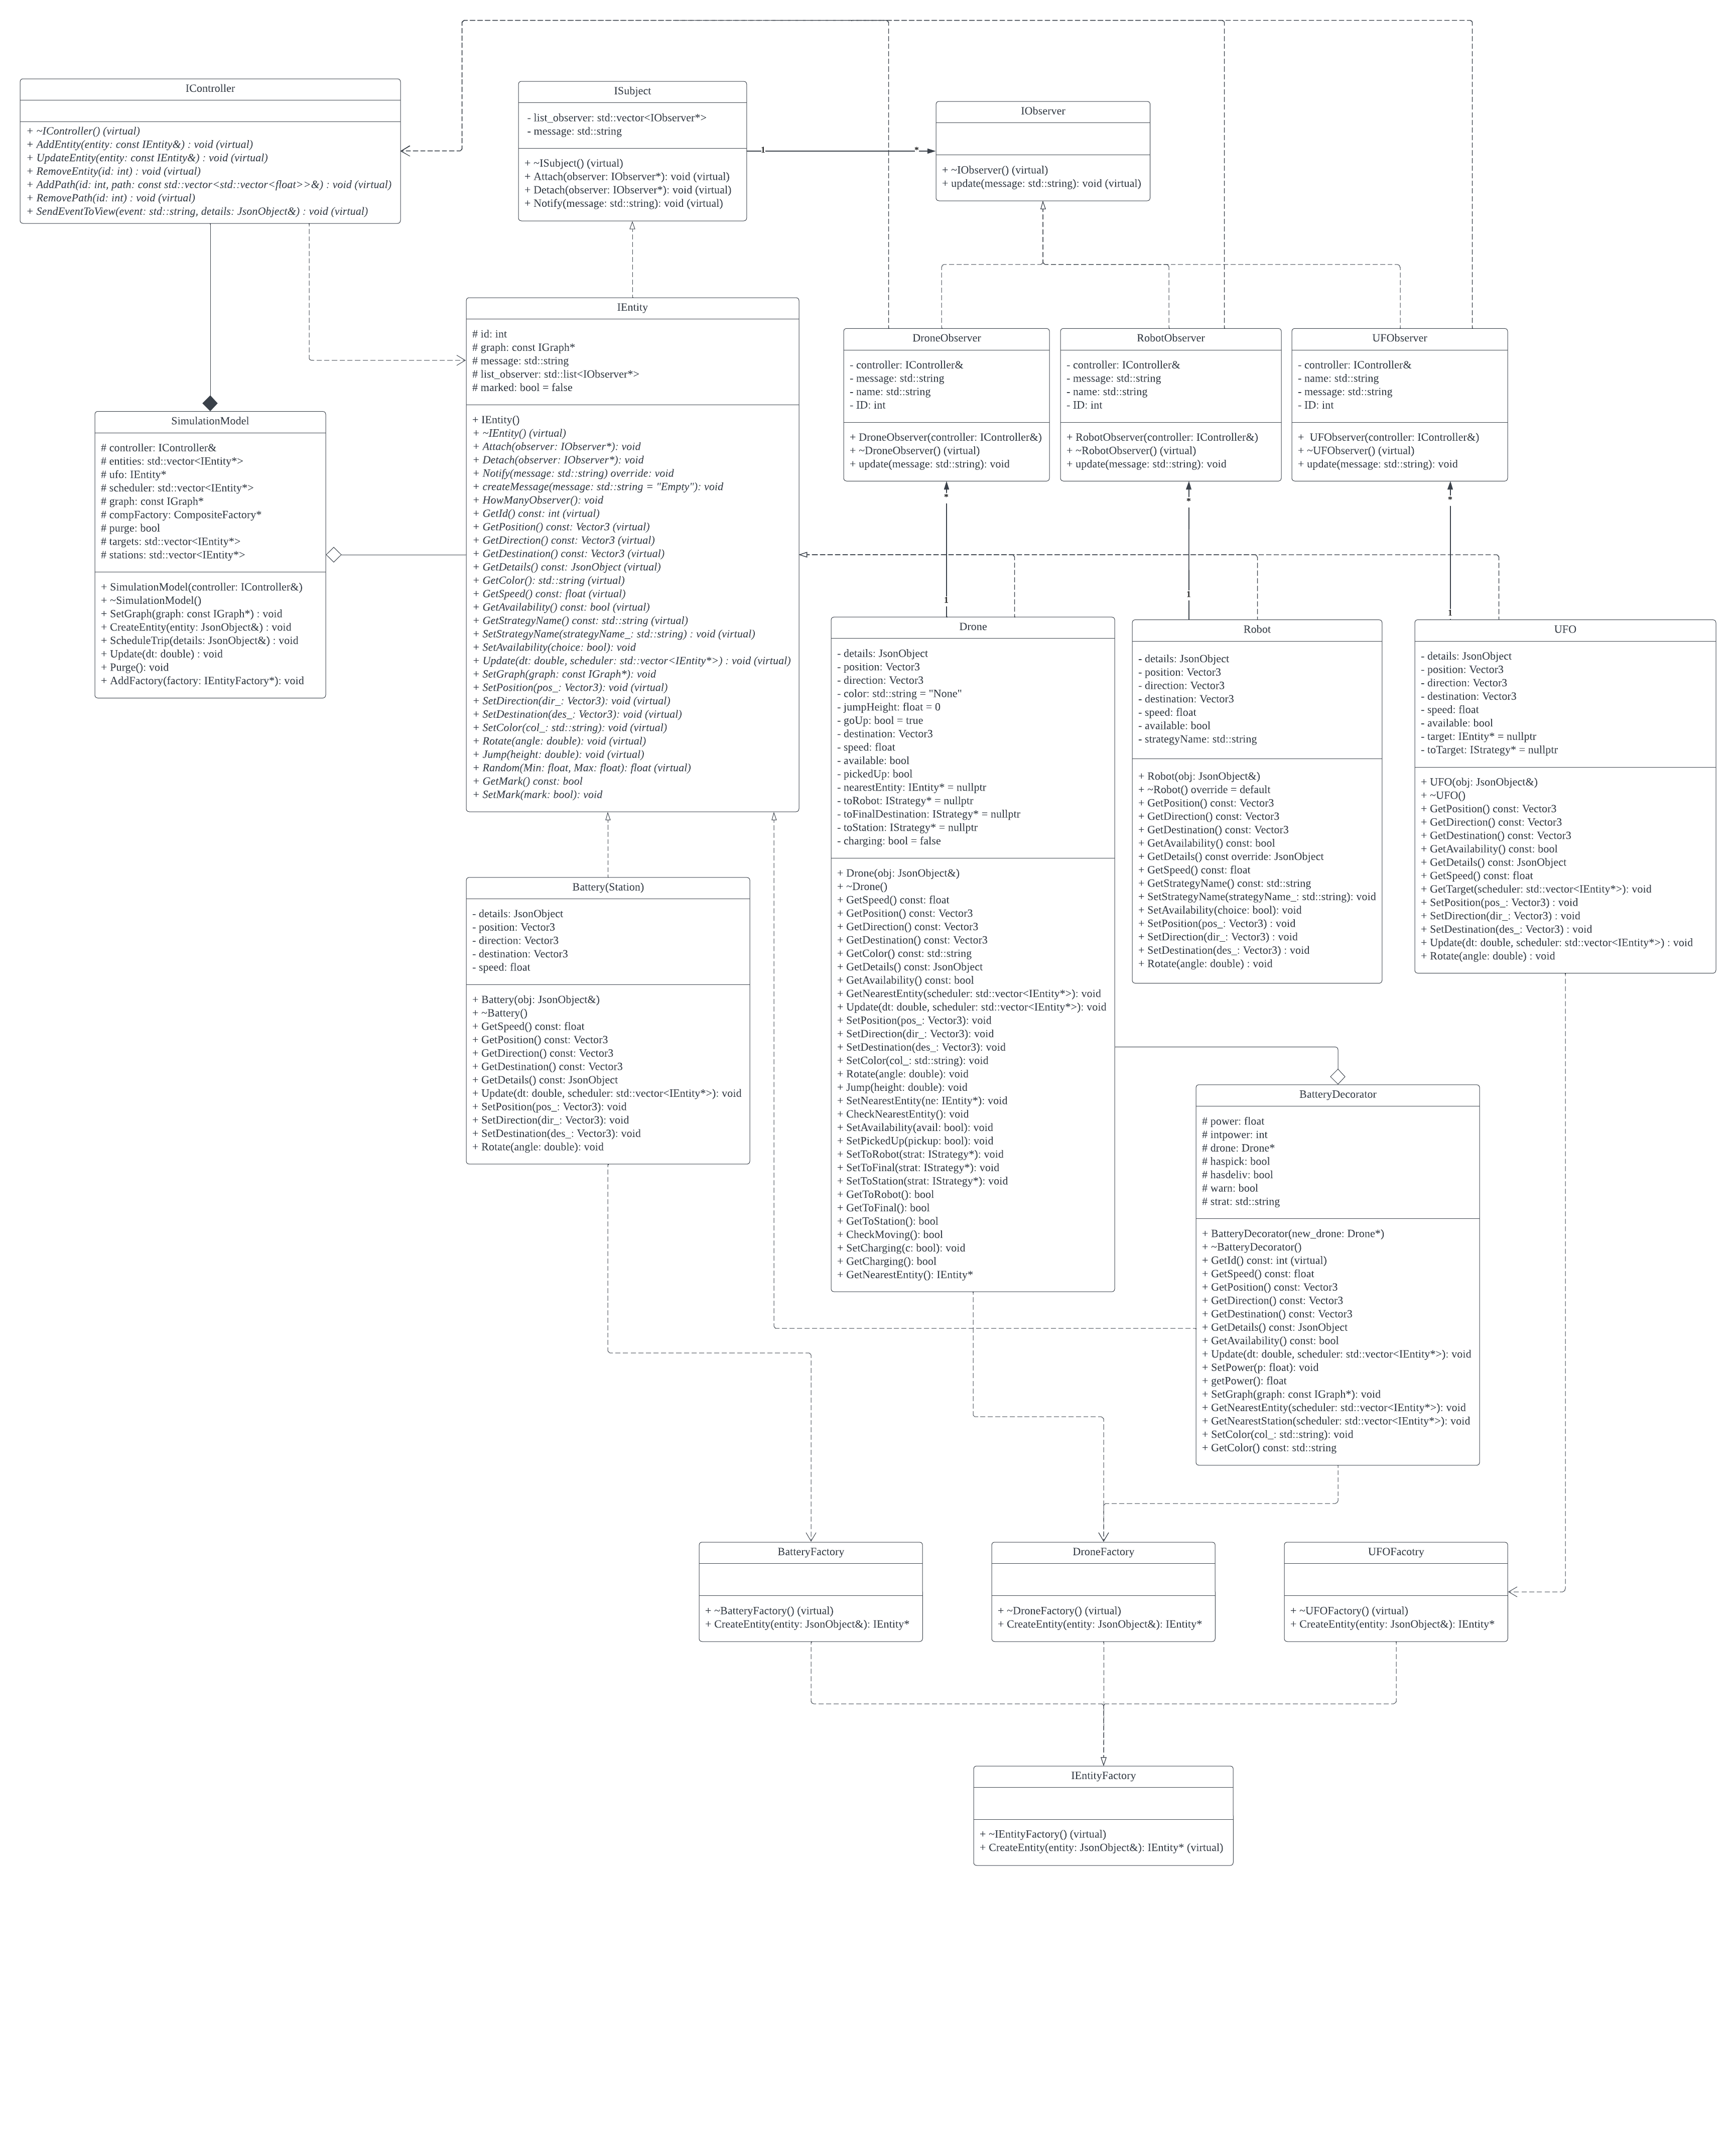 IController
+ ~IController() (virtual)
+ AddEntity(entity: const IEntity&) : void (virtual)
+ UpdateEntity(entity: const IEntity&) : void (virtual)
+ RemoveEntity(id: int) : void (virtual)
+ AddPath(id: int, path: const std::vector<std::vector<float>>&) : void (virtual)
+ RemovePath(id: int) : void (virtual)
+ SendEventToView(event: std::string, details: JsonObject&) : void (virtual)
ISubject
- list_observer: std::vector<IObserver*>
- message: std::string
+ ~ISubject() (virtual)
+ Attach(observer: IObserver*): void (virtual)
+ Detach(observer: IObserver*): void (virtual)
+ Notify(message: std::string): void (virtual)
1
*
IObserver
+ ~IObserver() (virtual)
+ update(message: std::string): void (virtual)
IEntity
# id: int
# graph: const IGraph*
# message: std::string
# list_observer: std::list<IObserver*>
# marked: bool = false
+ IEntity()
+ ~IEntity() (virtual)
+ Attach(observer: IObserver*): void
+ Detach(observer: IObserver*): void
+ Notify(message: std::string) override: void
+ createMessage(message: std::string = "Empty"): void
+ HowManyObserver(): void
+ GetId() const: int (virtual)
+ GetPosition() const: Vector3 (virtual)
+ GetDirection() const: Vector3 (virtual)
+ GetDestination() const: Vector3 (virtual)
+ GetDetails() const: JsonObject (virtual)
+ GetColor(): std::string (virtual)
+ GetSpeed() const: float (virtual)
+ GetAvailability() const: bool (virtual)
+ GetStrategyName() const: std::string (virtual)
+ SetStrategyName(strategyName_: std::string) : void (virtual)
+ SetAvailability(choice: bool): void
+ Update(dt: double, scheduler: std::vector<IEntity*>) : void (virtual)
+ SetGraph(graph: const IGraph*): void
+ SetPosition(pos_: Vector3): void (virtual)
+ SetDirection(dir_: Vector3): void (virtual)
+ SetDestination(des_: Vector3): void (virtual)
+ SetColor(col_: std::string): void (virtual)
+ Rotate(angle: double): void (virtual)
+ Jump(height: double): void (virtual)
+ Random(Min: float, Max: float): float (virtual)
+ GetMark() const: bool
+ SetMark(mark: bool): void
DroneObserver
- controller: IController&
- message: std::string
- name: std::string
- ID: int
+ DroneObserver(controller: IController&)
+ ~DroneObserver() (virtual)
+ update(message: std::string): void
RobotObserver
- controller: IController&
- message: std::string
- name: std::string
- ID: int
+ RobotObserver(controller: IController&)
+ ~RobotObserver() (virtual)
+ update(message: std::string): void
UFObserver
- controller: IController&
- name: std::string
- message: std::string
- ID: int
+  UFObserver(controller: IController&)
+ ~UFObserver() (virtual)
+ update(message: std::string): void
*
*
*
1
1
1
SimulationModel
# controller: IController&
# entities: std::vector<IEntity*>
# ufo: IEntity*
# scheduler: std::vector<IEntity*>
# graph: const IGraph*
# compFactory: CompositeFactory*
# purge: bool
# targets: std::vector<IEntity*>
# stations: std::vector<IEntity*>
+ SimulationModel(controller: IController&)
+ ~SimulationModel()
+ SetGraph(graph: const IGraph*) : void
+ CreateEntity(entity: JsonObject&) : void
+ ScheduleTrip(details: JsonObject&) : void
+ Update(dt: double) : void
+ Purge(): void
+ AddFactory(factory: IEntityFactory*): void
Drone
- details: JsonObject
- position: Vector3
- direction: Vector3
- color: std::string = "None"
- jumpHeight: float = 0
- goUp: bool = true
- destination: Vector3
- speed: float
- available: bool
- pickedUp: bool
- nearestEntity: IEntity* = nullptr
- toRobot: IStrategy* = nullptr
- toFinalDestination: IStrategy* = nullptr
- toStation: IStrategy* = nullptr
- charging: bool = false
+ Drone(obj: JsonObject&)
+ ~Drone()
+ GetSpeed() const: float
+ GetPosition() const: Vector3
+ GetDirection() const: Vector3
+ GetDestination() const: Vector3
+ GetColor() const: std::string
+ GetDetails() const: JsonObject
+ GetAvailability() const: bool
+ GetNearestEntity(scheduler: std::vector<IEntity*>): void
+ Update(dt: double, scheduler: std::vector<IEntity*>): void
+ SetPosition(pos_: Vector3): void
+ SetDirection(dir_: Vector3): void
+ SetDestination(des_: Vector3): void
+ SetColor(col_: std::string): void
+ Rotate(angle: double): void
+ Jump(height: double): void
+ SetNearestEntity(ne: IEntity*): void
+ CheckNearestEntity(): void
+ SetAvailability(avail: bool): void
+ SetPickedUp(pickup: bool): void
+ SetToRobot(strat: IStrategy*): void
+ SetToFinal(strat: IStrategy*): void
+ SetToStation(strat: IStrategy*): void
+ GetToRobot(): bool
+ GetToFinal(): bool
+ GetToStation(): bool
+ CheckMoving(): bool
+ SetCharging(c: bool): void
+ GetCharging(): bool
+ GetNearestEntity(): IEntity*
Robot
- details: JsonObject
- position: Vector3
- direction: Vector3
- destination: Vector3
- speed: float
- available: bool
- strategyName: std::string
+ Robot(obj: JsonObject&)
+ ~Robot() override = default
+ GetPosition() const: Vector3
+ GetDirection() const: Vector3
+ GetDestination() const: Vector3
+ GetAvailability() const: bool
+ GetDetails() const override: JsonObject
+ GetSpeed() const: float
+ GetStrategyName() const: std::string
+ SetStrategyName(strategyName_: std::string): void
+ SetAvailability(choice: bool): void
+ SetPosition(pos_: Vector3) : void
+ SetDirection(dir_: Vector3) : void
+ SetDestination(des_: Vector3) : void
+ Rotate(angle: double) : void
UFO
- details: JsonObject
- position: Vector3
- direction: Vector3
- destination: Vector3
- speed: float
- available: bool
- target: IEntity* = nullptr
- toTarget: IStrategy* = nullptr
+ UFO(obj: JsonObject&)
+ ~UFO()
+ GetPosition() const: Vector3
+ GetDirection() const: Vector3
+ GetDestination() const: Vector3
+ GetAvailability() const: bool
+ GetDetails() const: JsonObject
+ GetSpeed() const: float
+ GetTarget(scheduler: std::vector<IEntity*>): void
+ SetPosition(pos_: Vector3) : void
+ SetDirection(dir_: Vector3) : void
+ SetDestination(des_: Vector3) : void
+ Update(dt: double, scheduler: std::vector<IEntity*>) : void
+ Rotate(angle: double) : void
Battery(Station)
- details: JsonObject
- position: Vector3
- direction: Vector3
- destination: Vector3
- speed: float
+ Battery(obj: JsonObject&)
+ ~Battery()
+ GetSpeed() const: float
+ GetPosition() const: Vector3
+ GetDirection() const: Vector3
+ GetDestination() const: Vector3
+ GetDetails() const: JsonObject
+ Update(dt: double, scheduler: std::vector<IEntity*>): void
+ SetPosition(pos_: Vector3): void
+ SetDirection(dir_: Vector3): void
+ SetDestination(des_: Vector3): void
+ Rotate(angle: double): void
BatteryDecorator
# power: float
# intpower: int
# drone: Drone*
# haspick: bool
# hasdeliv: bool
# warn: bool
# strat: std::string
+ BatteryDecorator(new_drone: Drone*)
+ ~BatteryDecorator()
+ GetId() const: int (virtual)
+ GetSpeed() const: float
+ GetPosition() const: Vector3
+ GetDirection() const: Vector3
+ GetDestination() const: Vector3
+ GetDetails() const: JsonObject
+ GetAvailability() const: bool
+ Update(dt: double, scheduler: std::vector<IEntity*>): void
+ SetPower(p: float): void
+ getPower(): float
+ SetGraph(graph: const IGraph*): void
+ GetNearestEntity(scheduler: std::vector<IEntity*>): void
+ GetNearestStation(scheduler: std::vector<IEntity*>): void
+ SetColor(col_: std::string): void
+ GetColor() const: std::string
BatteryFactory
+ ~BatteryFactory() (virtual)
+ CreateEntity(entity: JsonObject&): IEntity*
DroneFactory
+ ~DroneFactory() (virtual)
+ CreateEntity(entity: JsonObject&): IEntity*
UFOFacotry
+ ~UFOFactory() (virtual)
+ CreateEntity(entity: JsonObject&): IEntity*
IEntityFactory
+ ~IEntityFactory() (virtual)
+ CreateEntity(entity: JsonObject&): IEntity* (virtual)